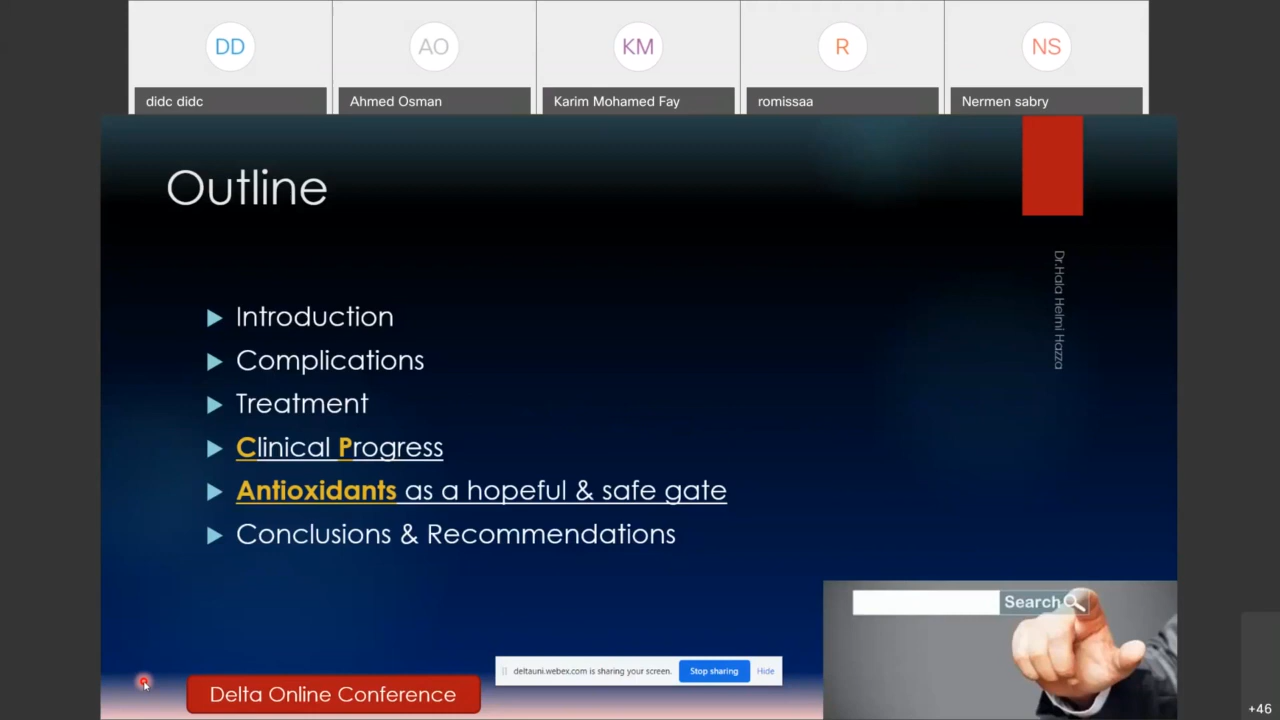 DD
AO
KM
R
NS
didc didc
Ahmed Osman
Karim Mohamed Fay
romissaa
Nermen sabry
Outline
Dr.Hala Helmi Hazza
Introduction
Complications
Treatment
Clinical Progress
Antioxidants as a hopeful & safe gate
Conclusions & Recommendations
Search
deltauni.webex.com is sharing your screen.
Stop sharing
Hide
Delta Online Conference
+46